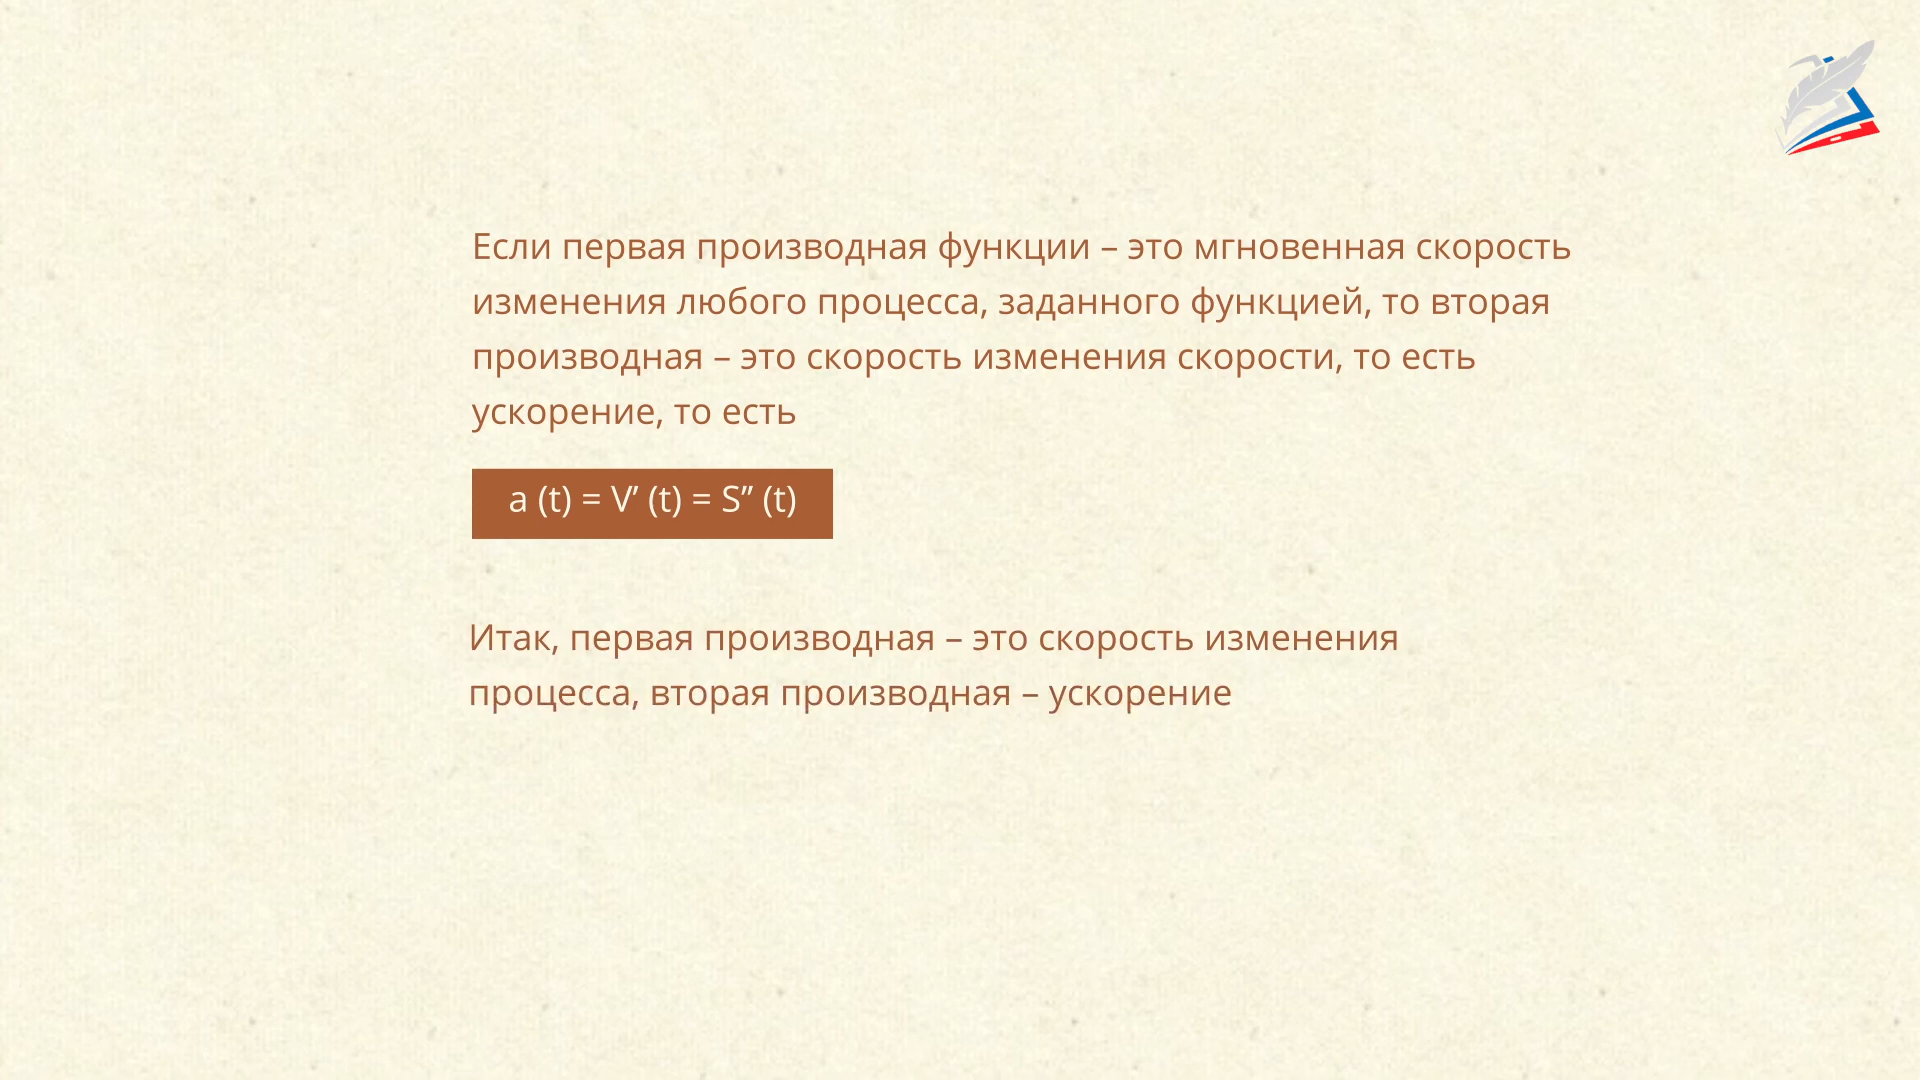 Если первая производная функции – это мгновенная скорость
изменения любого процесса, заданного функцией, то вторая
производная – это скорость изменения скорости, то есть
ускорение, то есть
a (t) = V’ (t) = S’’ (t)
Итак, первая производная – это скорость изменения
процесса, вторая производная – ускорение